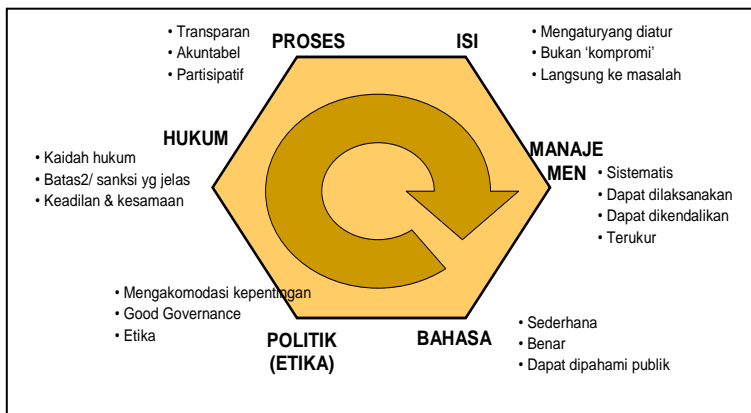 • Transparan
• Akuntabel
• Partisipatif
PROSES
ISI
• Mengaturyang diatur
• Bukan ‘kompromi’
• Langsung ke masalah
HUKUM
• Kaidah hukum
• Batas2/ sanksi yg jelas
• Keadilan & kesamaan
MANAJE
MEN
• Sistematis
• Dapat dilaksanakan
• Dapat dikendalikan
• Terukur
• Mengakomodasi kepentingan
• Good Governance
• Etika
POLITIK
(ETIKA)
BAHASA
• Sederhana
• Benar
• Dapat dipahami publik